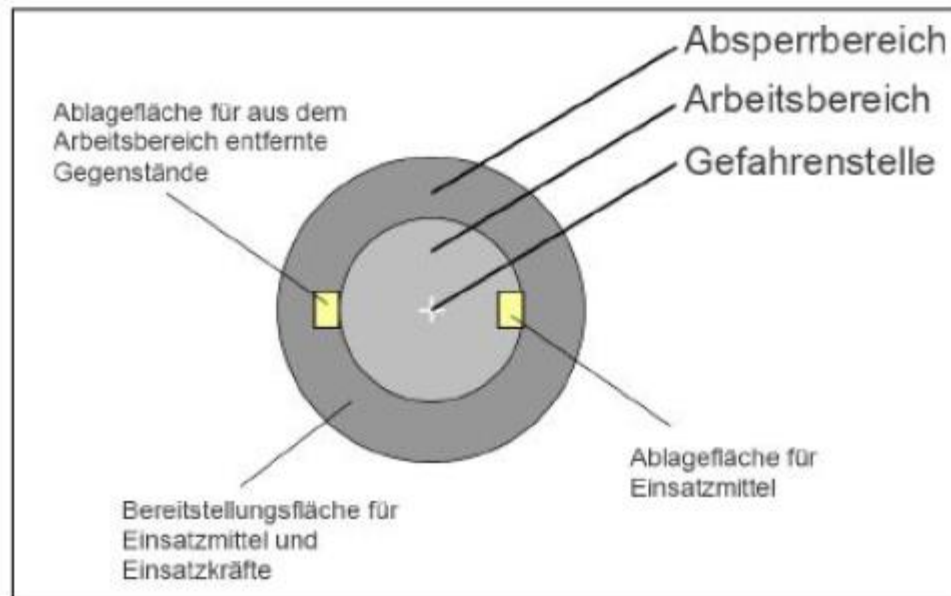 Absperrbereich
Arbeitsbereich
Gefahrenstelle
Ablagefläche für aus dem
Arbeitsbereich entfernte
Gegenstände
Ablagefläche für
Einsatzmittel
Bereitstellungsfläche für
Einsatzmittel und
Einsatzkräfte